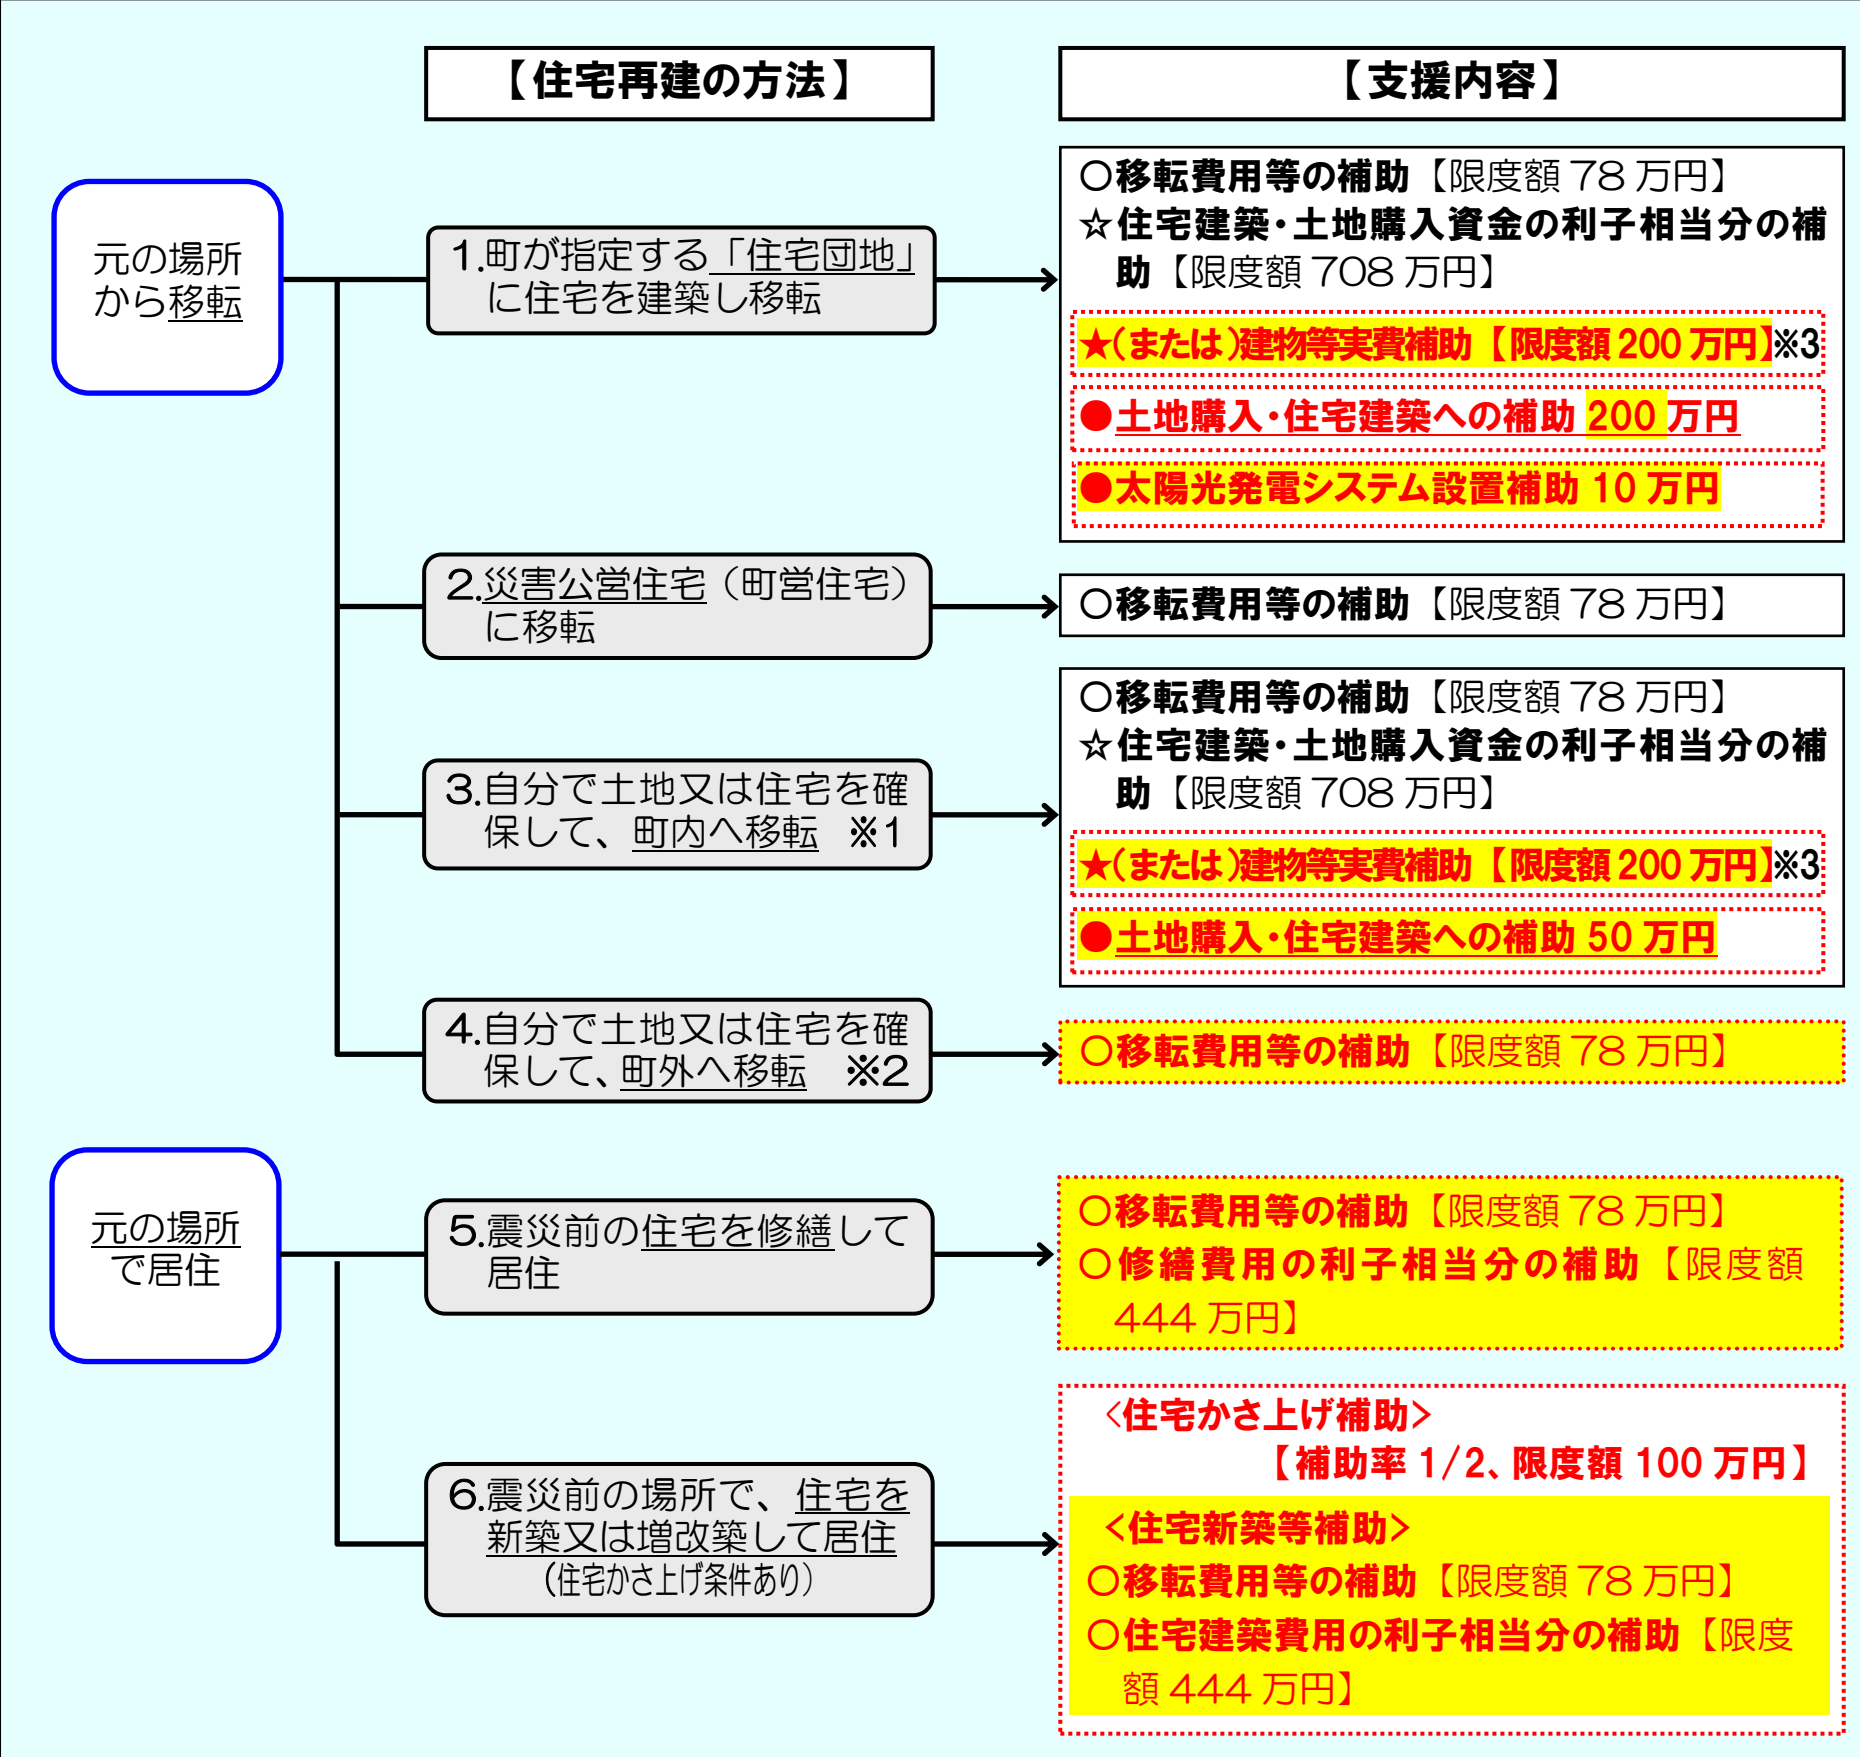 【住宅再建の方法】
【支援内容】
元の場所
から移転
1.町が指定する「住宅団地」
に住宅を建築し移転
〇移転費用等の補助【限度額 78 万円】
☆住宅建築・土地購入資金の利子相当分の補
助【限度額 708 万円】
★(または)建物等実費補助【限度額 200 万円】※3
●土地購入・住宅建築への補助 200 万円
●太陽光発電システム設置補助 10 万円
2.災害公営住宅（町営住宅）
に移転
〇移転費用等の補助【限度額 78 万円】
3.自分で土地又は住宅を確
保して、町内へ移転　※1
〇移転費用等の補助【限度額 78 万円】
☆住宅建築・土地購入資金の利子相当分の補
助【限度額 708 万円】
★(または)建物等実費補助【限度額 200 万円】※3
●土地購入・住宅建築への補助 50 万円
4.自分で土地又は住宅を確
保して、町外へ移転　※2
〇移転費用等の補助【限度額 78 万円】
元の場所
で居住
5.震災前の住宅を修繕して
居住
〇移転費用等の補助【限度額 78 万円】
〇修繕費用の利子相当分の補助【限度額
444 万円】
6.震災前の場所で、住宅を
新築又は増改築して居住
(住宅かさ上げ条件あり)
<住宅かさ上げ補助>
【補助率 1/2、限度額 100 万円】
<住宅新築等補助>
〇移転費用等の補助【限度額 78 万円】
〇住宅建築費用の利子相当分の補助【限度
額 444 万円】